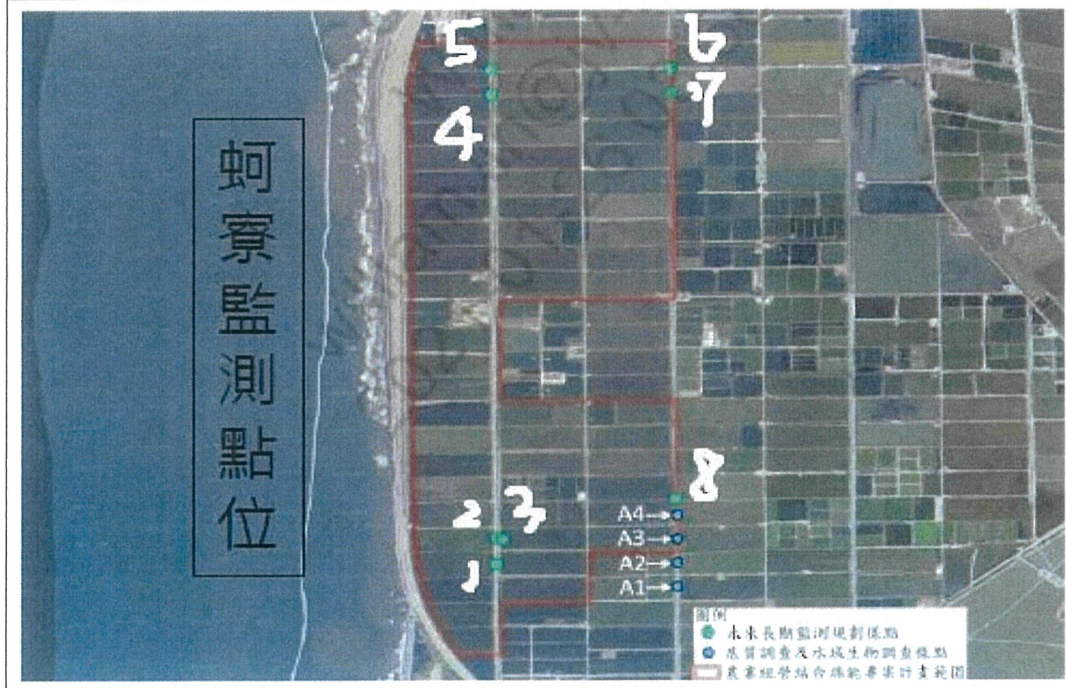 蚵寮監測點位
5
6
4
7
8
2 3
1
A4
A3
A2
A1
圖例
未來長期監測規劃樣點
底質調查及水域生物調查樣點
農業經營結合綠能專案計畫範圍